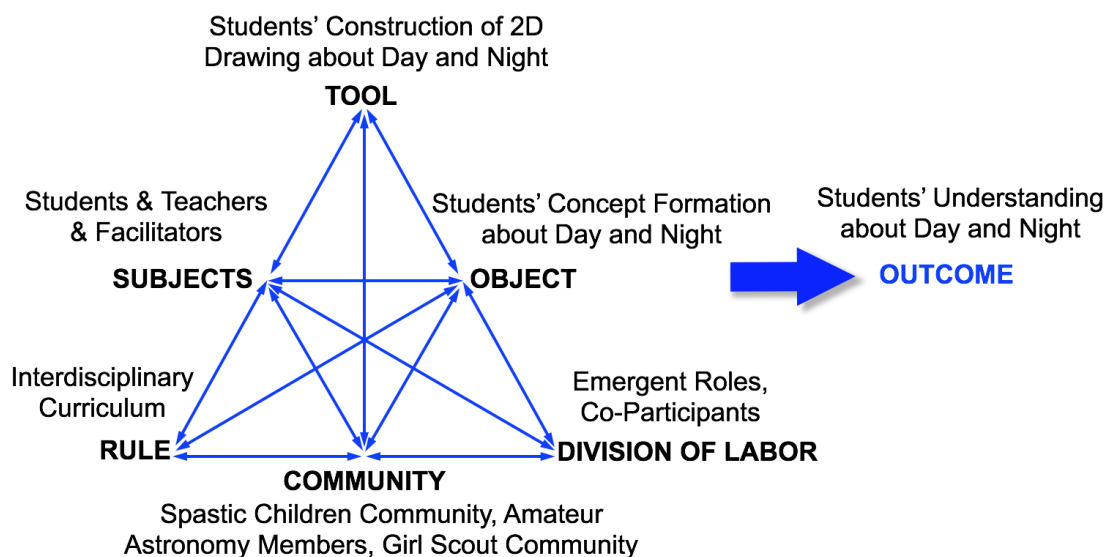 Students’ Construction of 2D
Drawing about Day and Night
TOOL
Students & Teachers
& Facilitators
SUBJECTS
Students’ Concept Formation
about Day and Night
OBJECT
Students’ Understanding
about Day and Night
OUTCOME
Interdisciplinary
Curriculum
RULE
Emergent Roles,
Co-Participants
DIVISION OF LABOR
COMMUNITY
Spastic Children Community, Amateur
Astronomy Members, Girl Scout Community